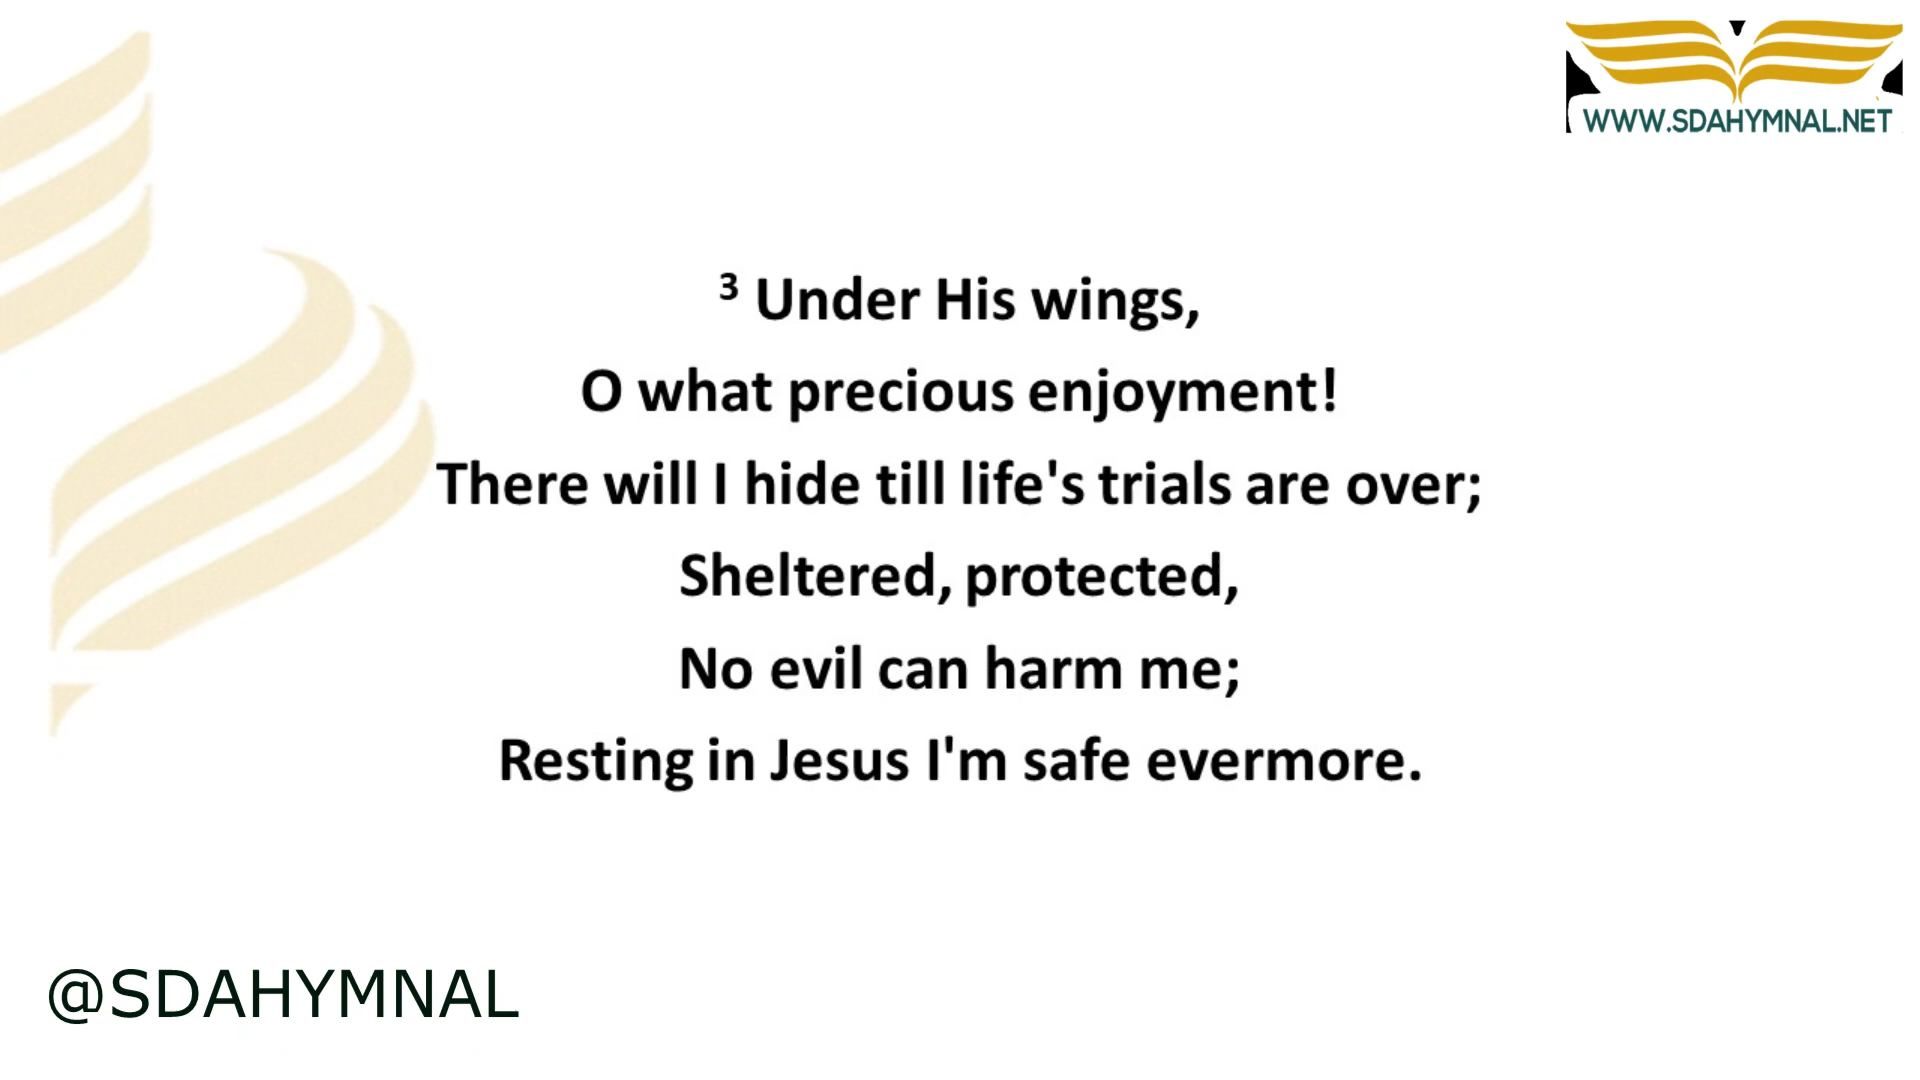 WWW.SDAHYMNAL.NET
3 Under His wings,
O what precious enjoyment!
There will I hide till life's trials are over;
Sheltered, protected,
No evil can harm me;
Resting in Jesus I'm safe evermore.
@SDAHYMNAL